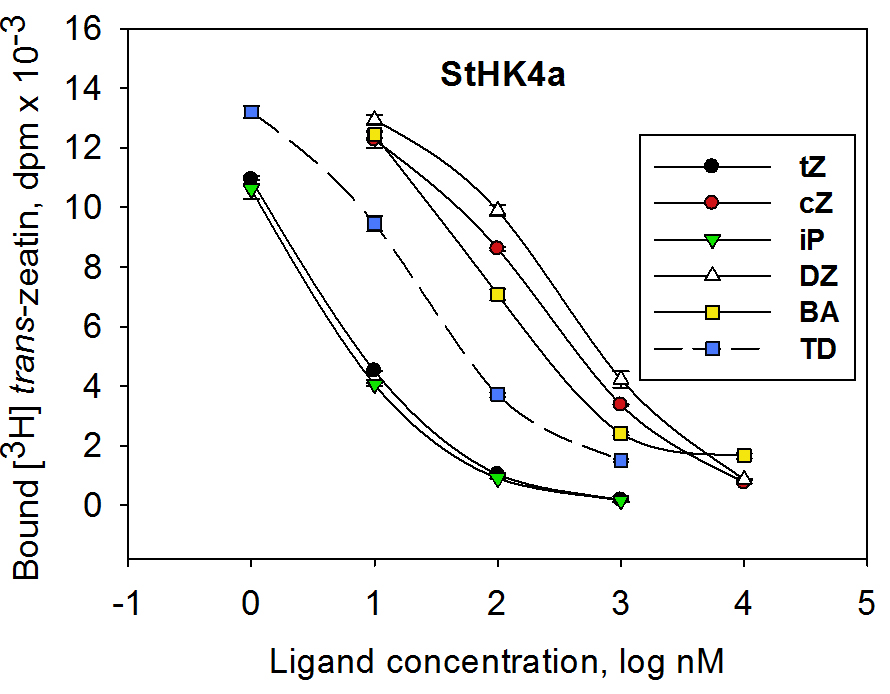 StHK4a
Bound [³H] trans-zeatin, dpm x 10⁻³
16
14
12
10
8
6
4
2
0
tZ
cZ
iP
DZ
BA
TD
-1 0 1 2 3 4 5
Ligand concentration, log nM